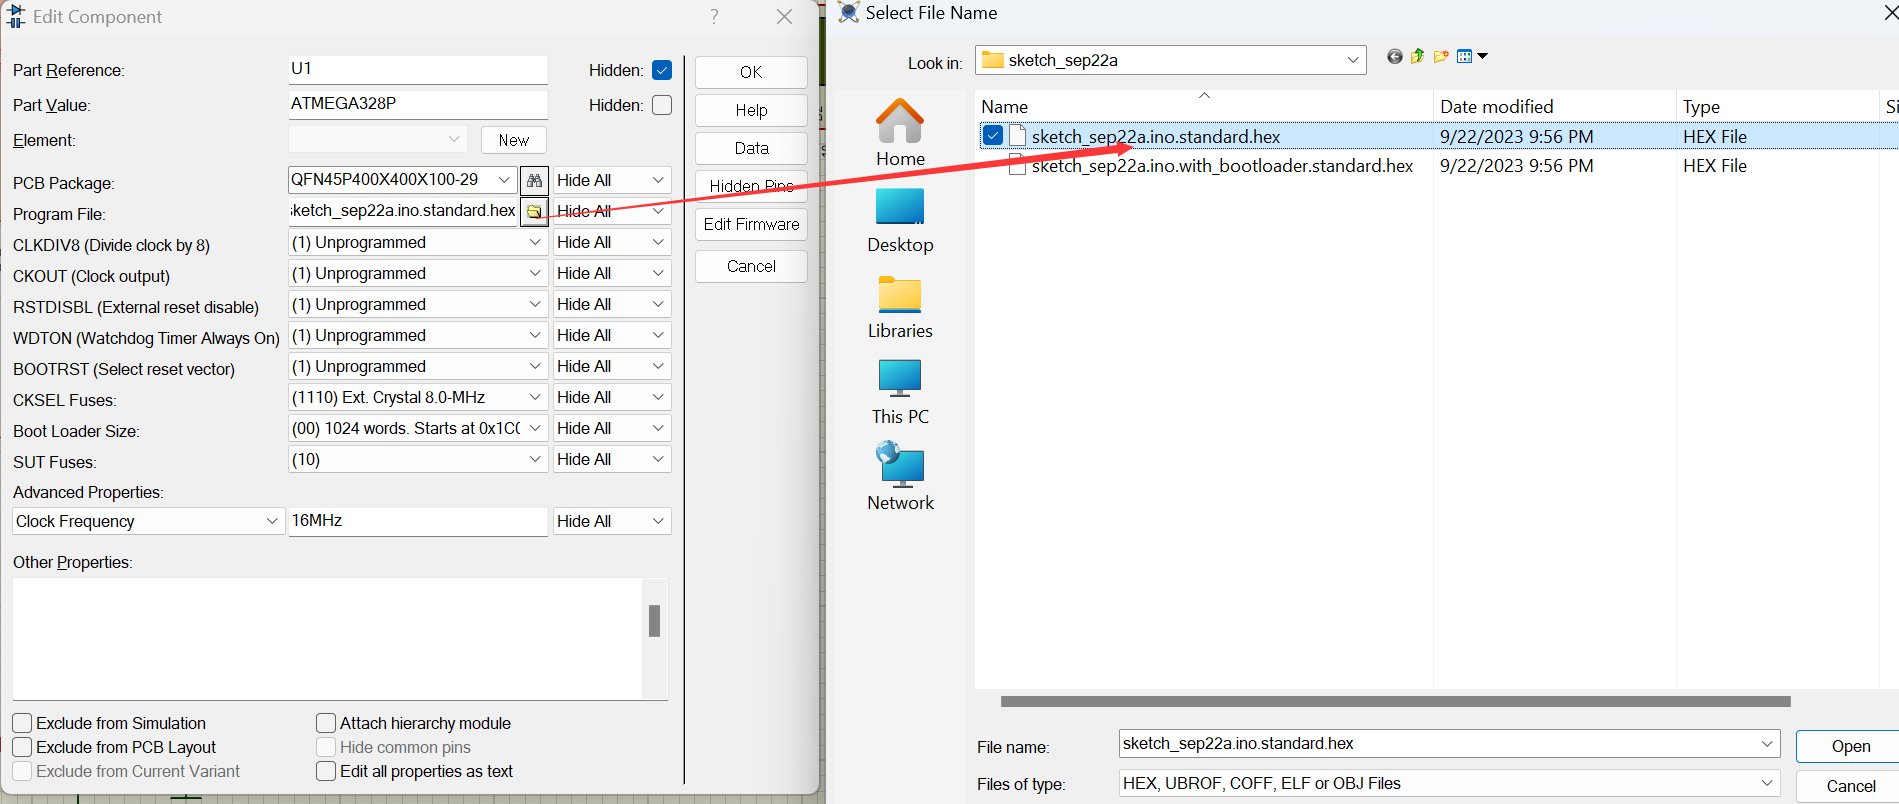 Edit Component
?
Part Reference:
U1
Hidden:
OK
Part Value:
ATMEGA328P
Hidden:
Help
Element:
New
Data
PCB Package:
QFN45P400X400X100-29
Hide All
Hidden Pins
Program File:
sketch_sep22a.ino.standard.hex
Hide All
Edit Firmware
CLKDIV8 (Divide clock by 8)
(1) Unprogrammed
Hide All
CKOUT (Clock output)
(1) Unprogrammed
Hide All
Cancel
RSTDISBL (External reset disable)
(1) Unprogrammed
Hide All
WDTON (Watchdog Timer Always On)
(1) Unprogrammed
Hide All
BOOTRST (Select reset vector)
(1) Unprogrammed
Hide All
CKSEL Fuses:
(1110) Ext. Crystal 8.0-MHz
Hide All
Boot Loader Size:
(00) 1024 words. Starts at 0x1C0
Hide All
SUT Fuses:
(10)
Hide All
Advanced Properties:
Clock Frequency
16MHz
Hide All
Other Properties:
Exclude from Simulation
Attach hierarchy module
Exclude from PCB Layout
Hide common pins
Exclude from Current Variant
Edit all properties as text
Select File Name
Look in:
sketch_sep22a
Name
Date modified
Type
Si
sketch_sep22a.ino.standard.hex
9/22/2023 9:56 PM
HEX File
sketch_sep22a.ino.with_bootloader.standard.hex
9/22/2023 9:56 PM
HEX File
Home
Desktop
Libraries
This PC
Network
File name:
sketch_sep22a.ino.standard.hex
Open
Files of type:
HEX, UBROF, COFF, ELF or OBJ Files
Cancel